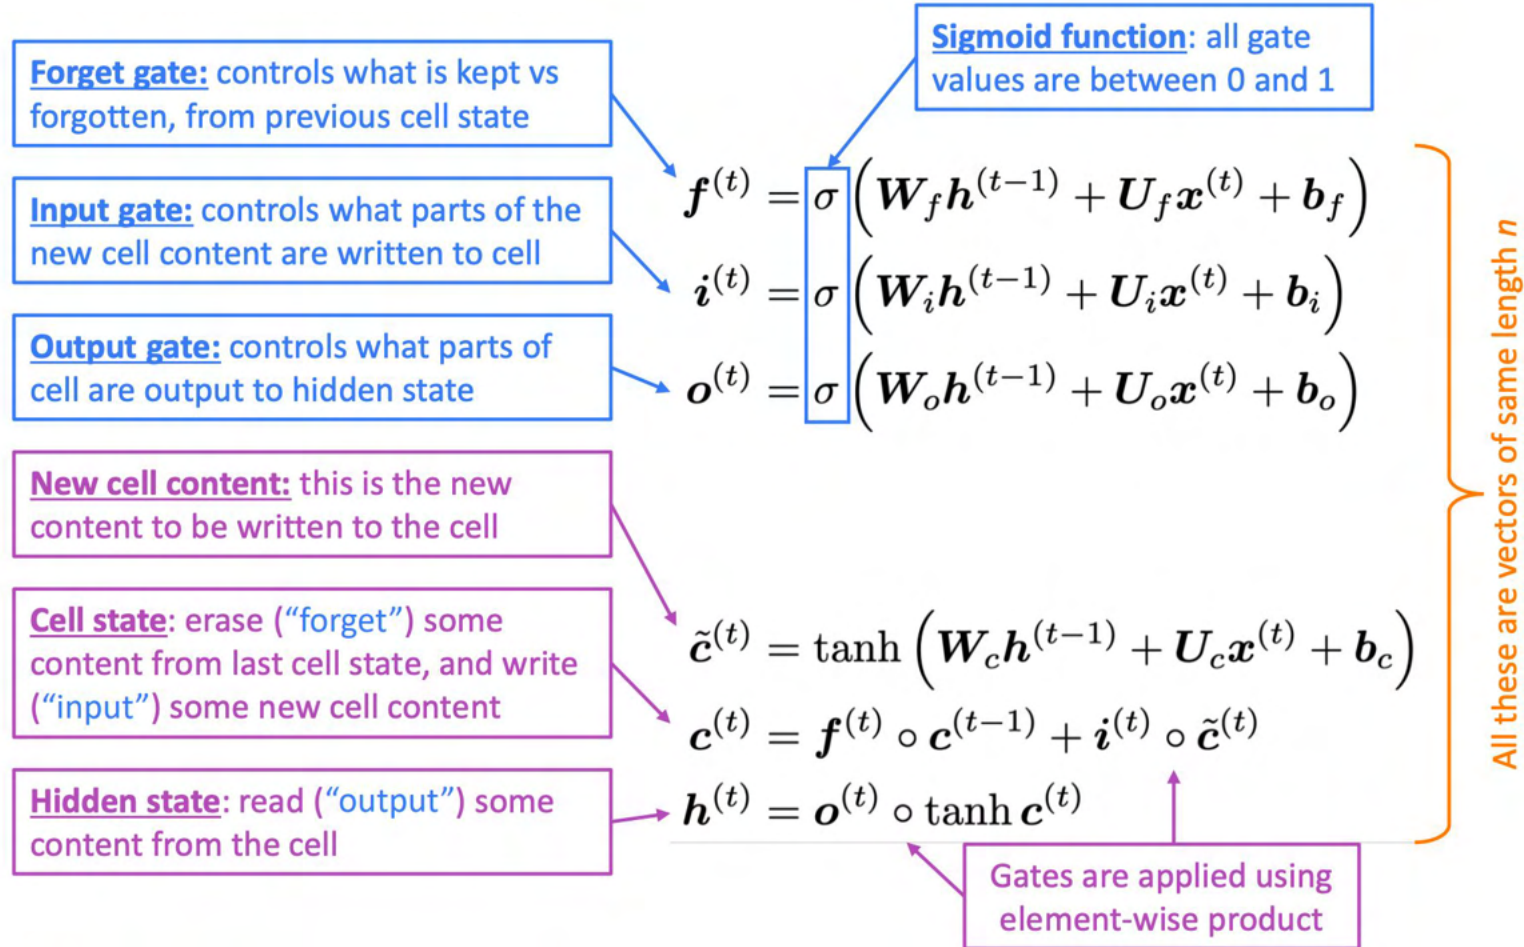 Sigmoid function: all gate
values are between 0 and 1
Forget gate: controls what is kept vs
forgotten, from previous cell state
Input gate: controls what parts of the
new cell content are written to cell
Output gate: controls what parts of
cell are output to hidden state
New cell content: this is the new
content to be written to the cell
Cell state: erase (“forget”) some
content from last cell state, and write
(“input”) some new cell content
Hidden state: read (“output”) some
content from the cell
𝒇^(t) = σ(𝑾_f 𝒉^(t−1) + 𝑼_f 𝒙^(t) + 𝒃_f)
𝒊^(t) = σ(𝑾_i 𝒉^(t−1) + 𝑼_i 𝒙^(t) + 𝒃_i)
𝒐^(t) = σ(𝑾_o 𝒉^(t−1) + 𝑼_o 𝒙^(t) + 𝒃_o)
𝒄̃^(t) = tanh(𝑾_c 𝒉^(t−1) + 𝑼_c 𝒙^(t) + 𝒃_c)
𝒄^(t) = 𝒇^(t) ∘ 𝒄^(t−1) + 𝒊^(t) ∘ 𝒄̃^(t)
𝒉^(t) = 𝒐^(t) ∘ tanh 𝒄^(t)
Gates are applied using
element-wise product
All these are vectors of same length n